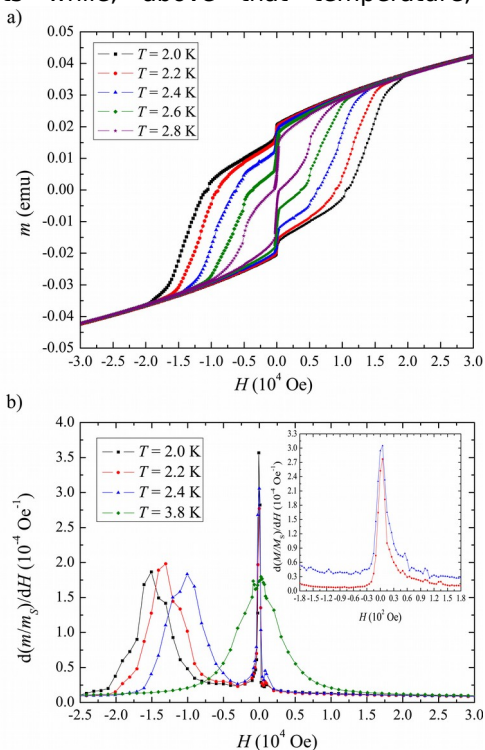 while, above that temperature,
a)
T = 2.0 K
T = 2.2 K
T = 2.4 K
T = 2.6 K
T = 2.8 K
0.05
0.04
0.03
0.02
0.01
0.00
-0.01
-0.02
-0.03
-0.04
-0.05
m (emu)
-3.0 -2.5 -2.0 -1.5 -1.0 -0.5 0.0 0.5 1.0 1.5 2.0 2.5 3.0
H (10⁴ Oe)
b)
T = 2.0 K
T = 2.2 K
T = 2.4 K
T = 3.8 K
4.0
3.5
3.0
2.5
2.0
1.5
1.0
0.5
0.0
d(m/m_S)/dH (10⁻⁴ Oe⁻¹)
3.3
3.0
2.7
2.4
2.1
1.8
1.5
1.2
0.9
0.6
0.3
0.0
d(M/M_S)/dH (10⁻⁴ Oe⁻¹)
-1.8 -1.5 -1.2 -0.9 -0.6 -0.3 0.0 0.3 0.6 0.9 1.2 1.5 1.8
H (10² Oe)
-2.5 -2.0 -1.5 -1.0 -0.5 0.0 0.5 1.0 1.5 2.0 2.5 3.0
H (10⁴ Oe)